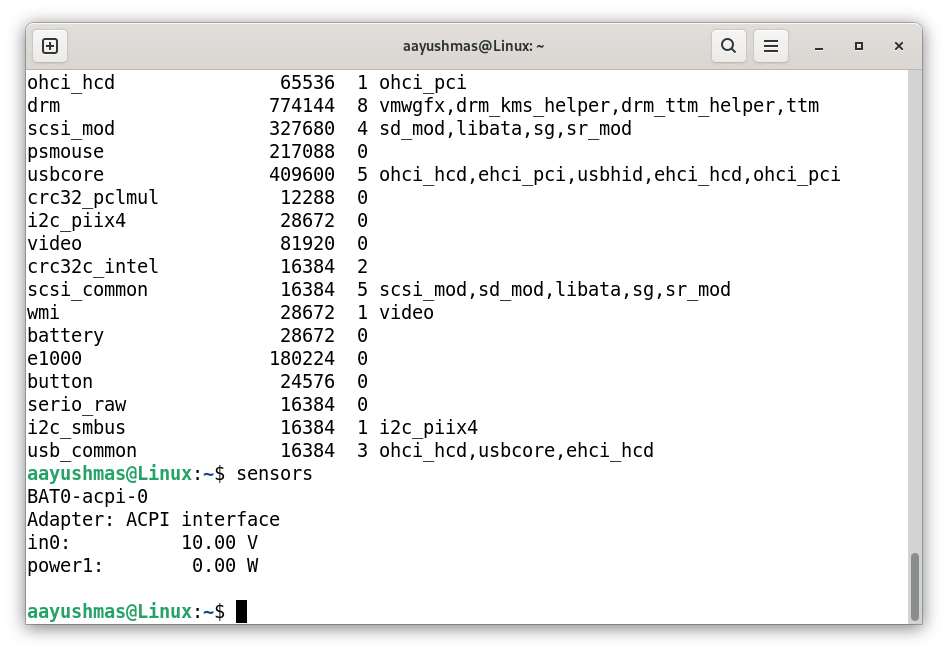 aayushmas@Linux: ~
ohci_hcd               65536  1 ohci_pci
drm                   774144  8 vmwgfx,drm_kms_helper,drm_ttm_helper,ttm
scsi_mod              327680  4 sd_mod,libata,sg,sr_mod
psmouse               217088  0
usbcore               409600  5 ohci_hcd,ehci_pci,usbhid,ehci_hcd,ohci_pci
crc32_pclmul           12288  0
i2c_piix4              28672  0
video                  81920  0
crc32c_intel           16384  2
scsi_common            16384  5 scsi_mod,sd_mod,libata,sg,sr_mod
wmi                    28672  1 video
battery                28672  0
e1000                 180224  0
button                 24576  0
serio_raw              16384  0
i2c_smbus              16384  1 i2c_piix4
usb_common             16384  3 ohci_hcd,usbcore,ehci_hcd
aayushmas@Linux:~$ sensors
BAT0-acpi-0
Adapter: ACPI interface
in0:          10.00 V
power1:        0.00 W
aayushmas@Linux:~$